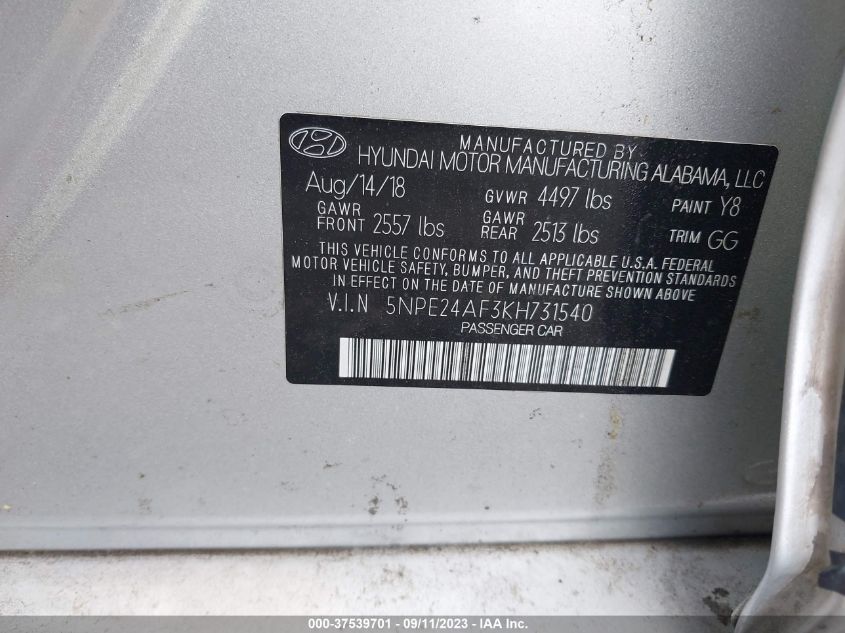 MANUFACTURED BY
HYUNDAI MOTOR MANUFACTURING ALABAMA, LLC
Aug/14/18 GVWR 4497 lbs PAINT Y8
GAWR FRONT 2557 lbs GAWR REAR 2513 lbs TRIM GG
THIS VEHICLE CONFORMS TO ALL APPLICABLE U.S.A. FEDERAL
MOTOR VEHICLE SAFETY, BUMPER, AND THEFT PREVENTION STANDARDS
IN EFFECT ON THE DATE OF MANUFACTURE SHOWN ABOVE
V.I.N 5NPE24AF3KH731540
PASSENGER CAR
000-37539701 - 09/11/2023 - IAA Inc.